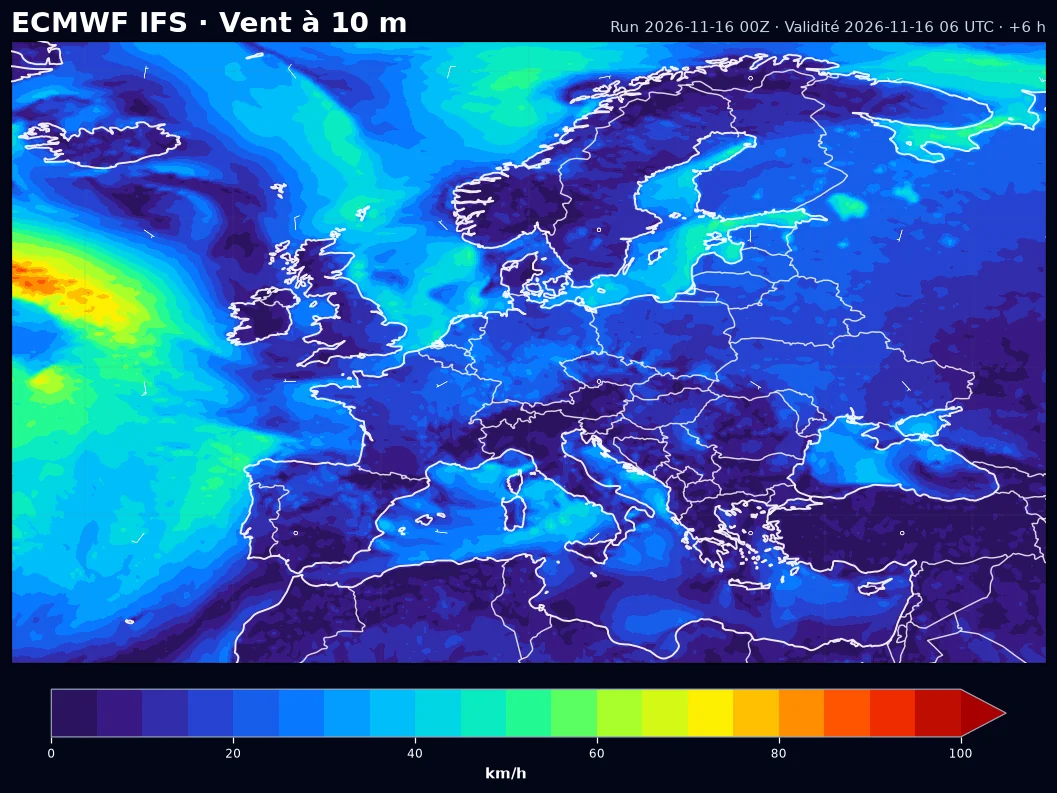 ECMWF IFS · Vent à 10 m
Run 2026-11-16 00Z · Validité 2026-11-16 06 UTC · +6 h
0 20 40 60 80 100
km/h